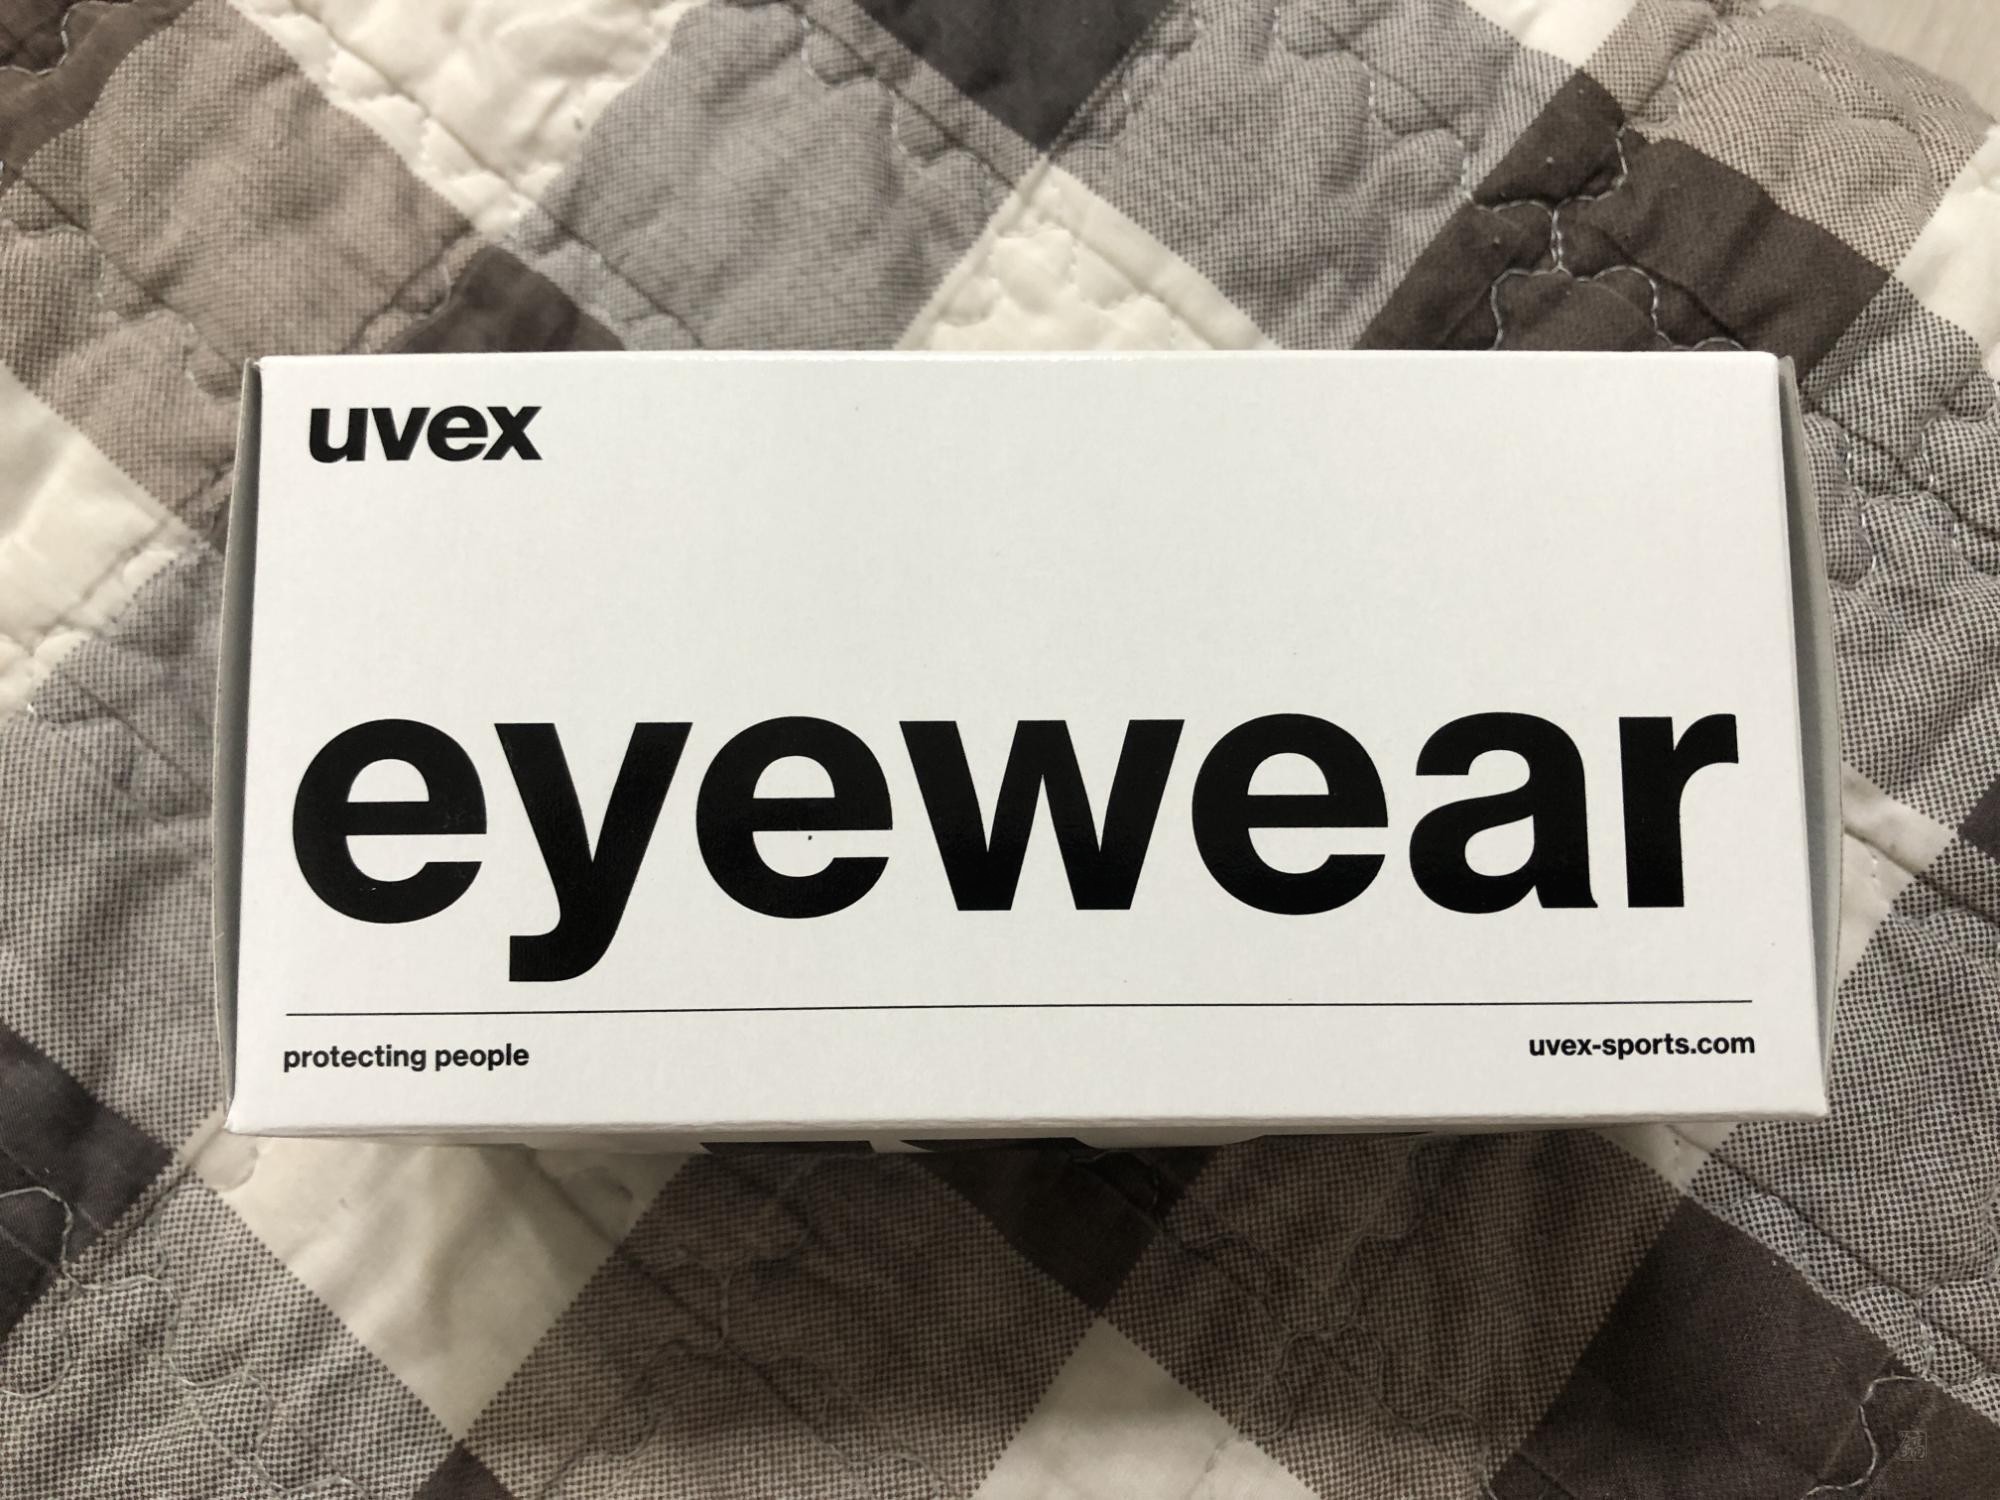 uvex
eyewear
protecting people
uvex-sports.com